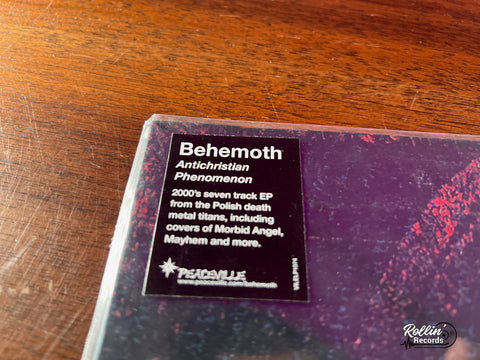 Behemoth
Antichristian
Phenomenon
2000's seven track EP
from the Polish death
metal titans, including
covers of Morbid Angel,
Mayhem and more.
PEACEVILLE
www.peaceville.com/behemoth
Rollin'
Records